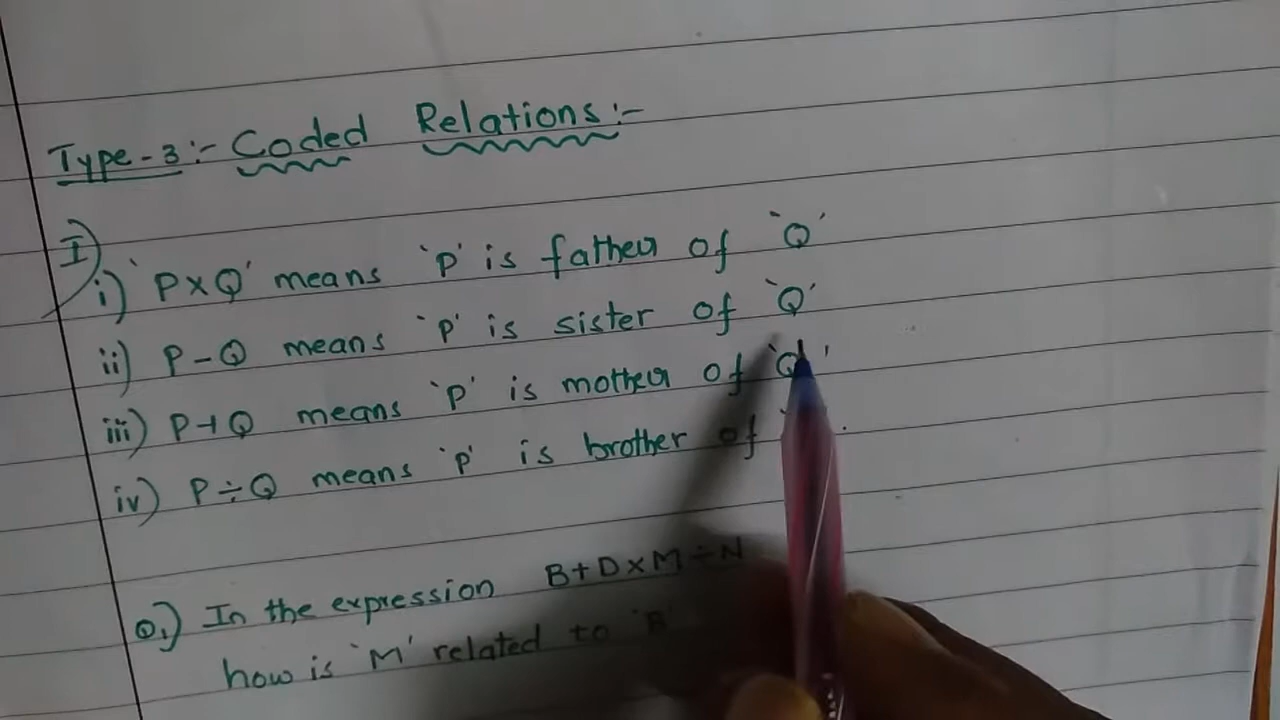 Type-3:- Coded Relations:-
I)
i) 'P×Q' means 'P' is father of 'Q'
ii) P-Q means 'P' is sister of 'Q'
iii) P+Q means 'P' is mother of 'Q'
iv) P÷Q means 'P' is brother of
Q.) In the expression B+D×M÷N
how is 'M' related to 'B'